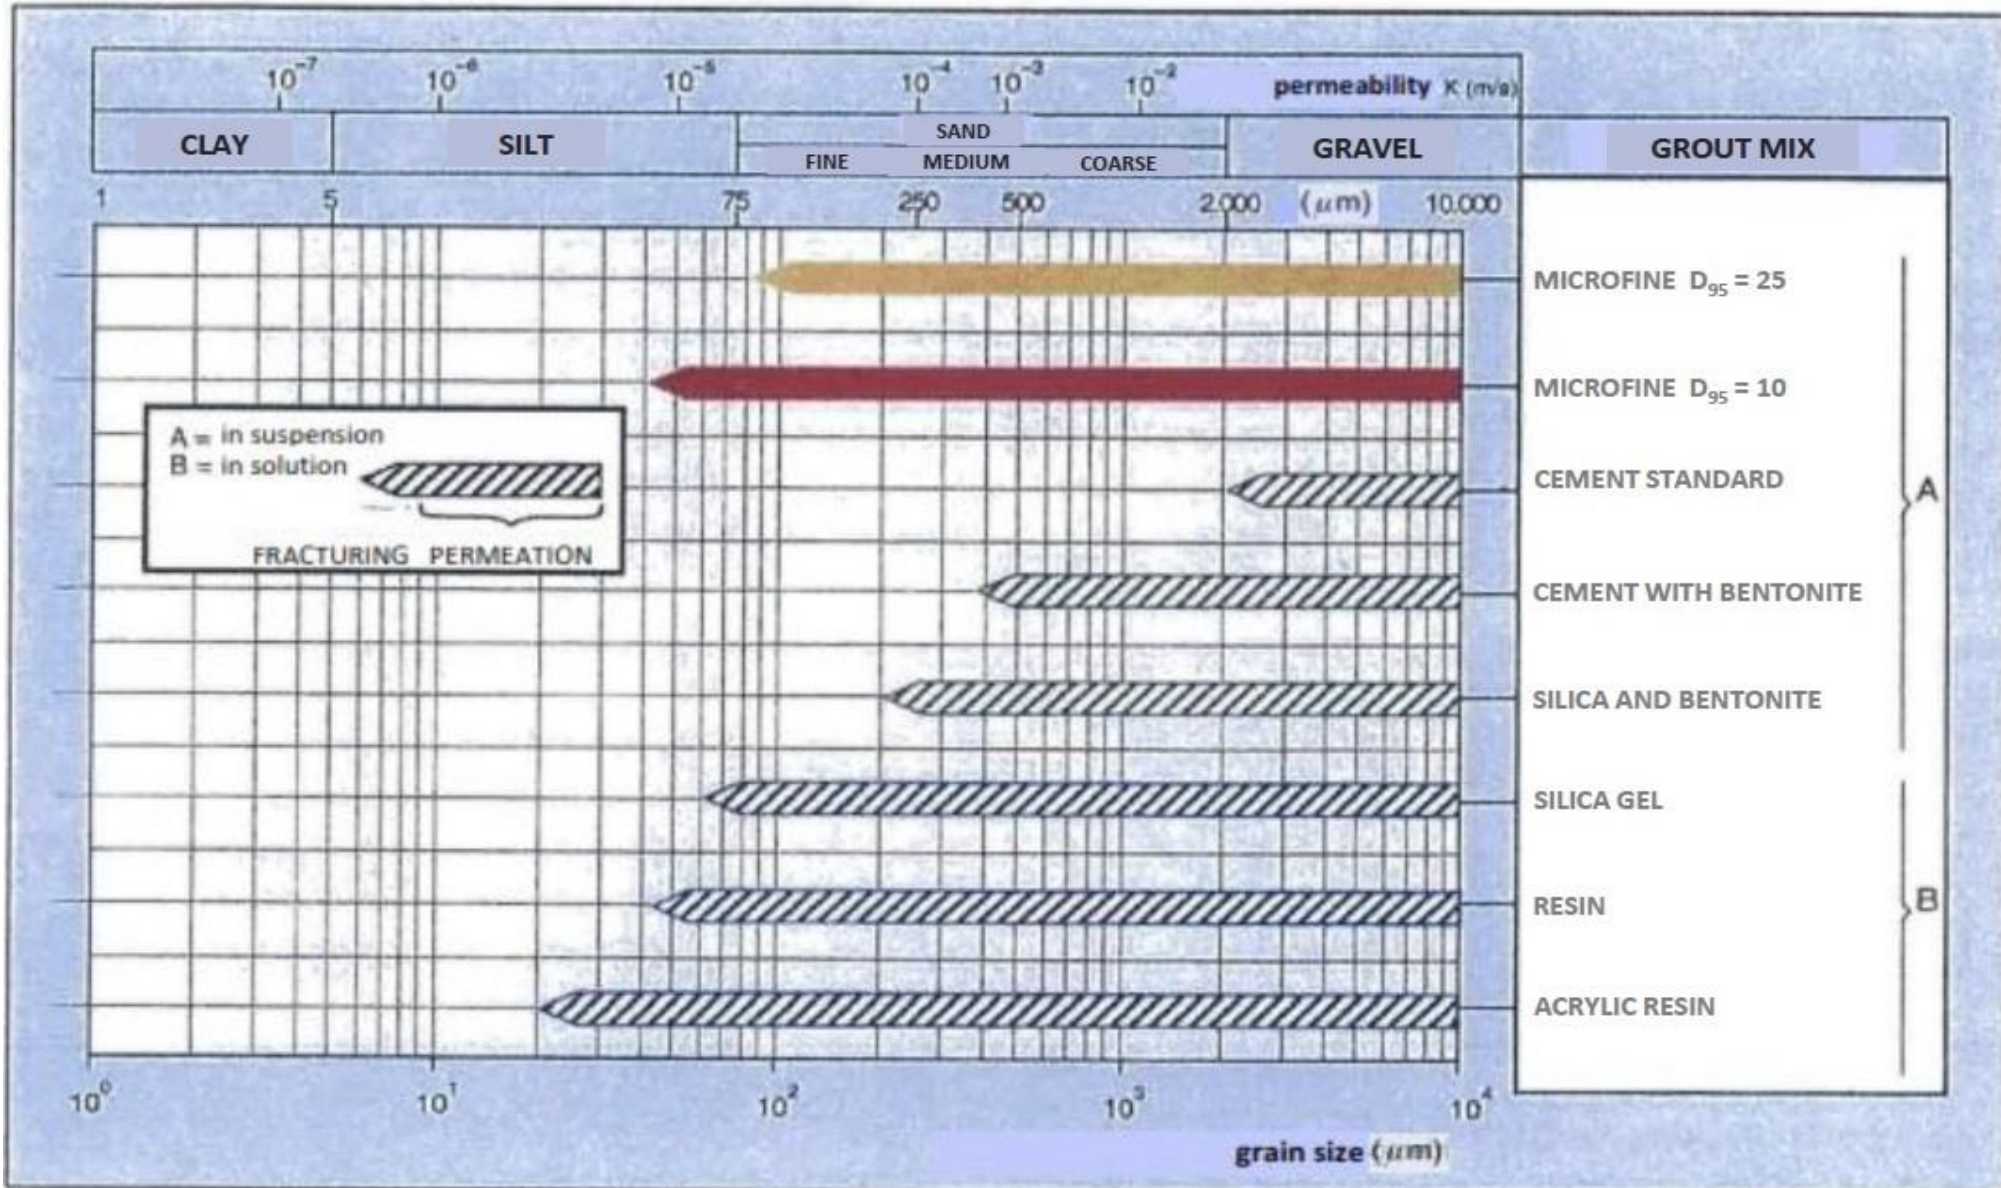 10⁻⁷ 10⁻⁶ 10⁻⁵ 10⁻⁴ 10⁻³ 10⁻² permeability K (m/s)
CLAY SILT SAND GRAVEL GROUT MIX
FINE MEDIUM COARSE
1 5 75 250 500 2.000 (μm) 10.000
MICROFINE D₉₅ = 25
MICROFINE D₉₅ = 10
A = in suspension
B = in solution
FRACTURING PERMEATION
CEMENT STANDARD
A
CEMENT WITH BENTONITE
SILICA AND BENTONITE
SILICA GEL
RESIN
B
ACRYLIC RESIN
10⁰ 10¹ 10² 10³ 10⁴
grain size (μm)